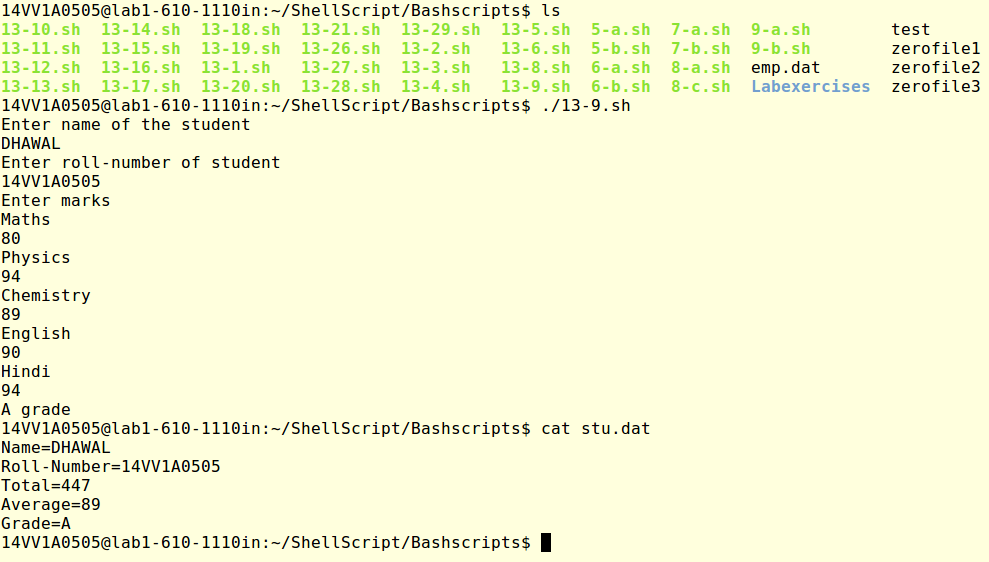 14VV1A0505@lab1-610-1110in:~/ShellScript/Bashscripts$ ls
13-10.sh  13-14.sh  13-18.sh  13-21.sh  13-29.sh  13-5.sh  5-a.sh  7-a.sh  9-a.sh        test
13-11.sh  13-15.sh  13-19.sh  13-26.sh  13-2.sh   13-6.sh  5-b.sh  7-b.sh  9-b.sh        zerofile1
13-12.sh  13-16.sh  13-1.sh   13-27.sh  13-3.sh   13-8.sh  6-a.sh  8-a.sh  emp.dat       zerofile2
13-13.sh  13-17.sh  13-20.sh  13-28.sh  13-4.sh   13-9.sh  6-b.sh  8-c.sh  Labexercises  zerofile3
14VV1A0505@lab1-610-1110in:~/ShellScript/Bashscripts$ ./13-9.sh
Enter name of the student
DHAWAL
Enter roll-number of student
14VV1A0505
Enter marks
Maths
80
Physics
94
Chemistry
89
English
90
Hindi
94
A grade
14VV1A0505@lab1-610-1110in:~/ShellScript/Bashscripts$ cat stu.dat
Name=DHAWAL
Roll-Number=14VV1A0505
Total=447
Average=89
Grade=A
14VV1A0505@lab1-610-1110in:~/ShellScript/Bashscripts$